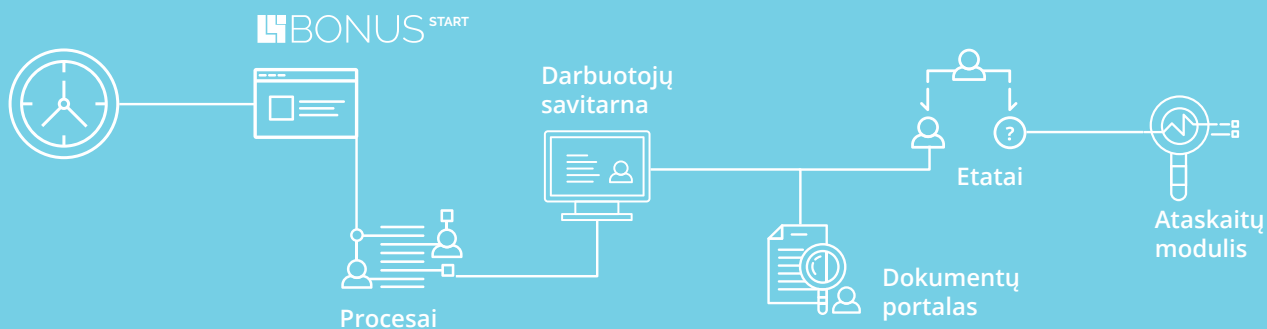 BONUS START
Darbuotojų
savitarna
?
Etatai
Ataskaitų
modulis
Dokumentų
portalas
Procesai